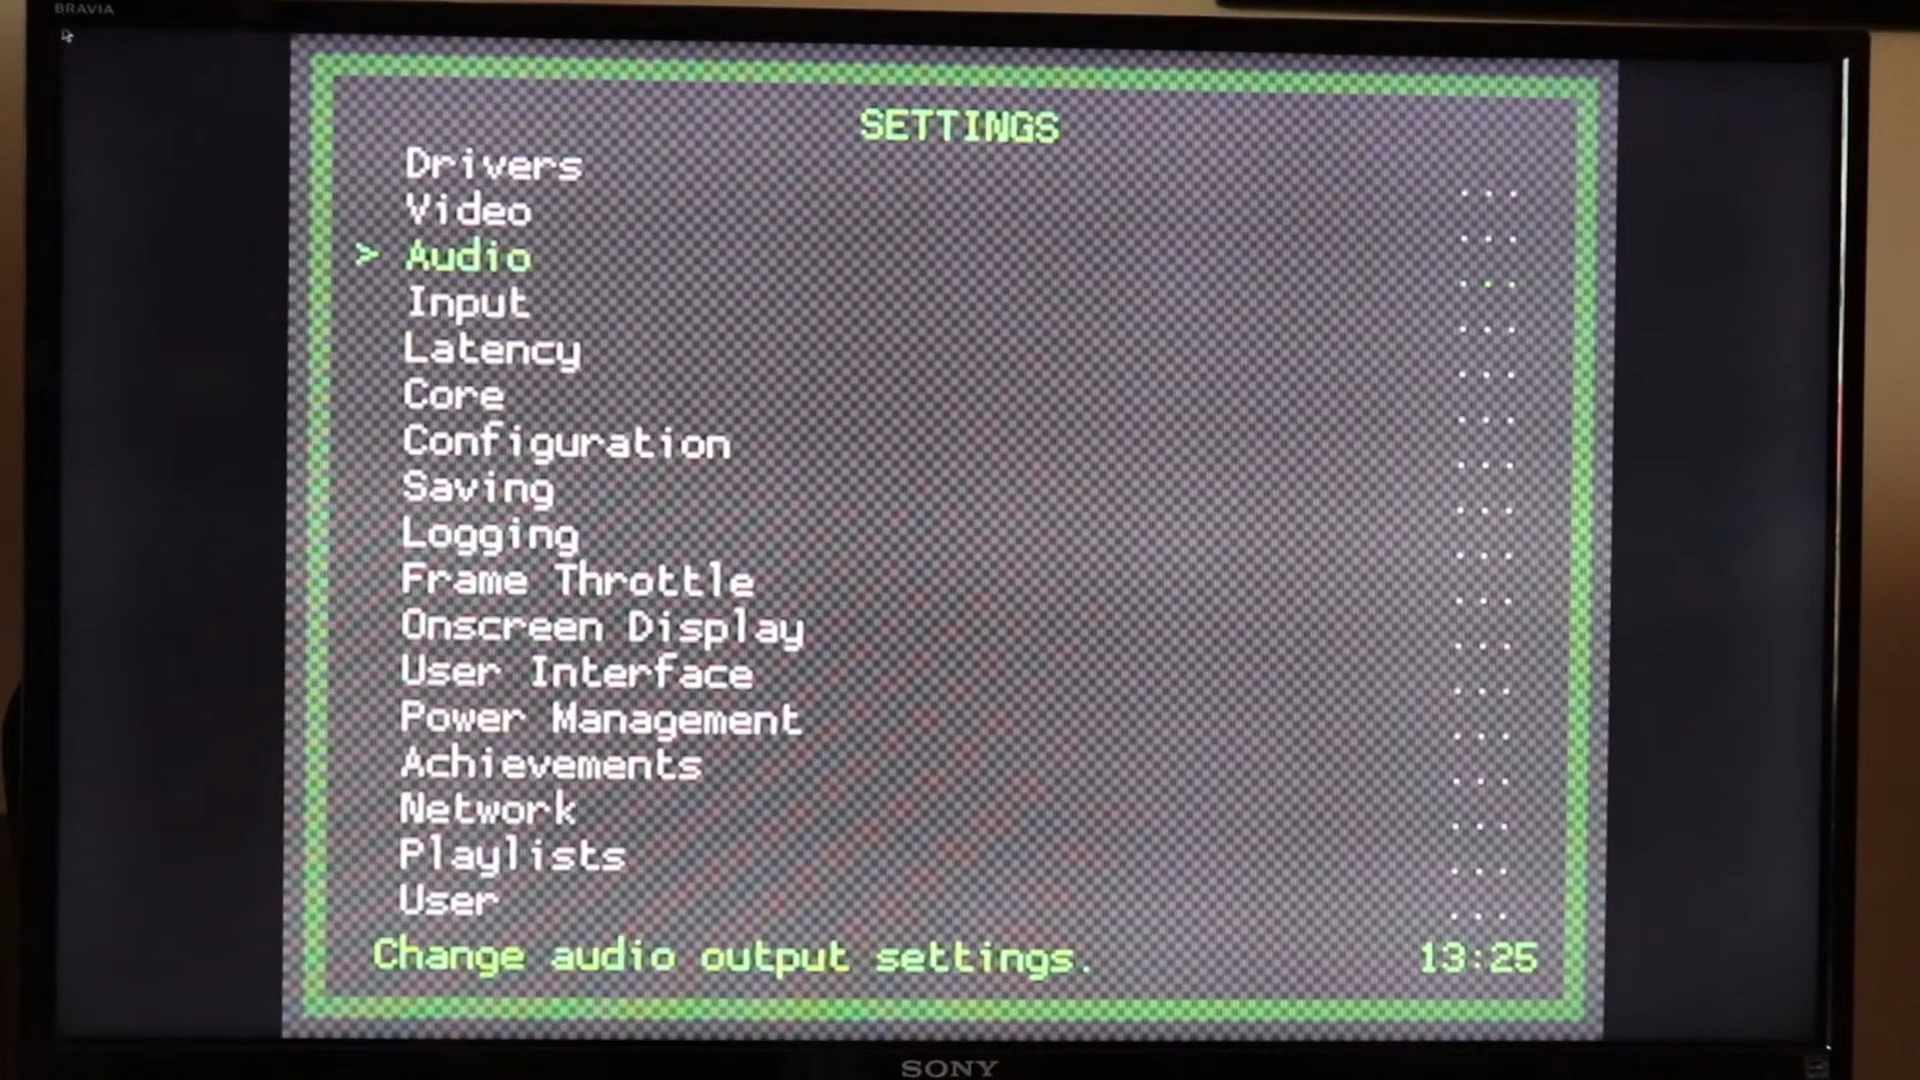 BRAVIA
SETTINGS
Drivers ...
Video ...
> Audio ...
Input ...
Latency ...
Core ...
Configuration ...
Saving ...
Logging ...
Frame Throttle ...
Onscreen Display ...
User Interface ...
Power Management ...
Achievements ...
Network ...
Playlists ...
User ...
Change audio output settings. 13:25
SONY